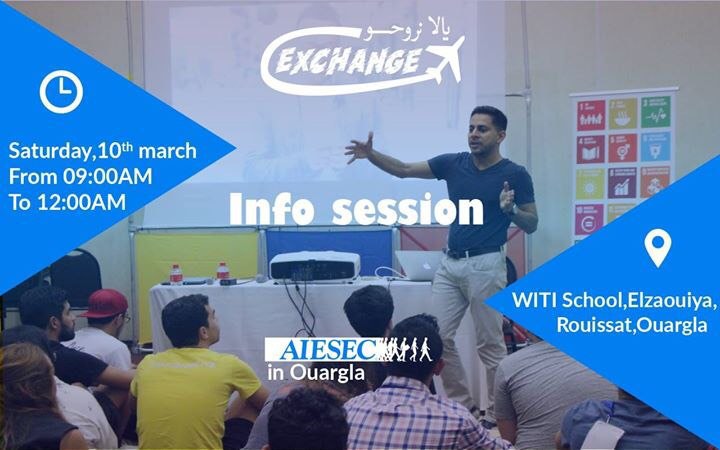 يالا نروحو
EXCHANGE
Saturday,10th march
From 09:00AM
To 12:00AM
Info session
WITI School,Elzaouiya,
Rouissat,Ouargla
AIESEC
in Ouargla